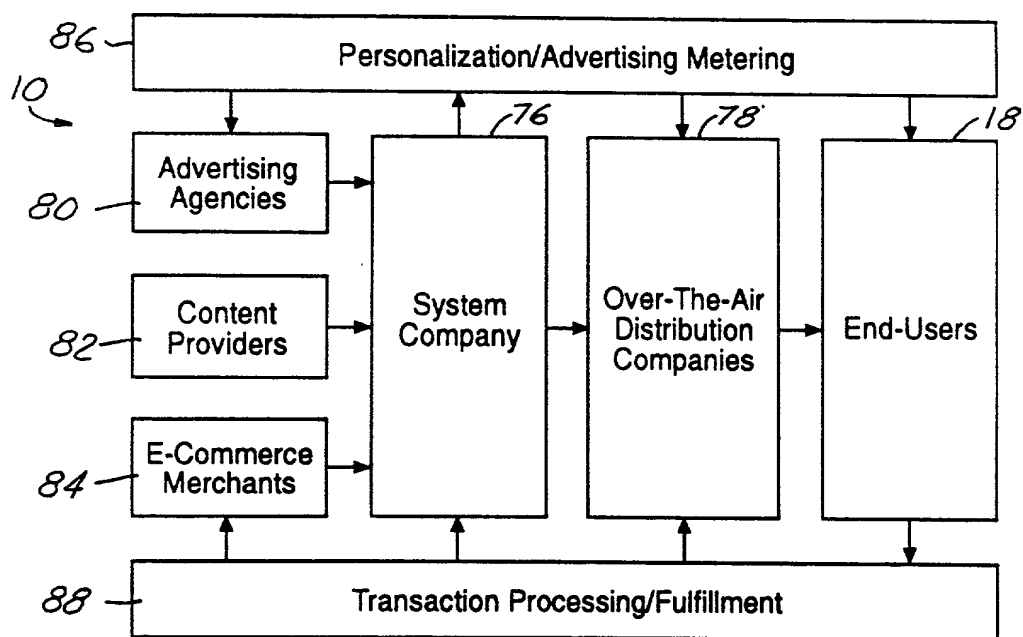 86
Personalization/Advertising Metering
10
76
78
18
Advertising
Agencies
80
Content
Providers
82
E-Commerce
Merchants
84
System
Company
Over-The-Air
Distribution
Companies
End-Users
88
Transaction Processing/Fulfillment